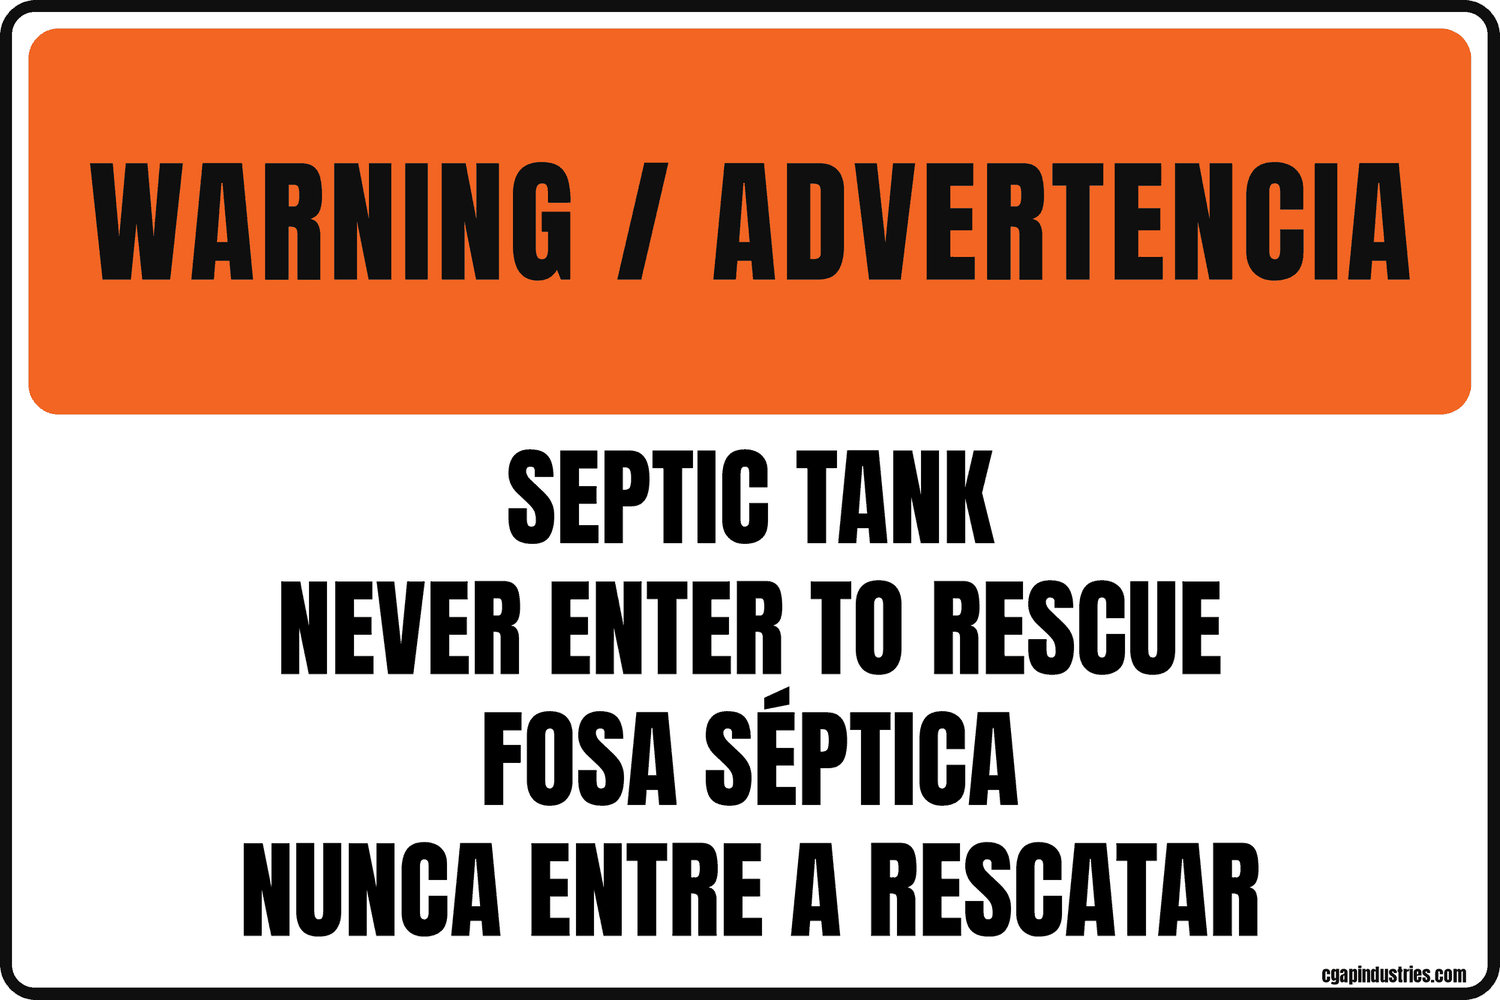 WARNING / ADVERTENCIA
SEPTIC TANK
NEVER ENTER TO RESCUE
FOSA SÉPTICA
NUNCA ENTRE A RESCATAR
cgapindustries.com